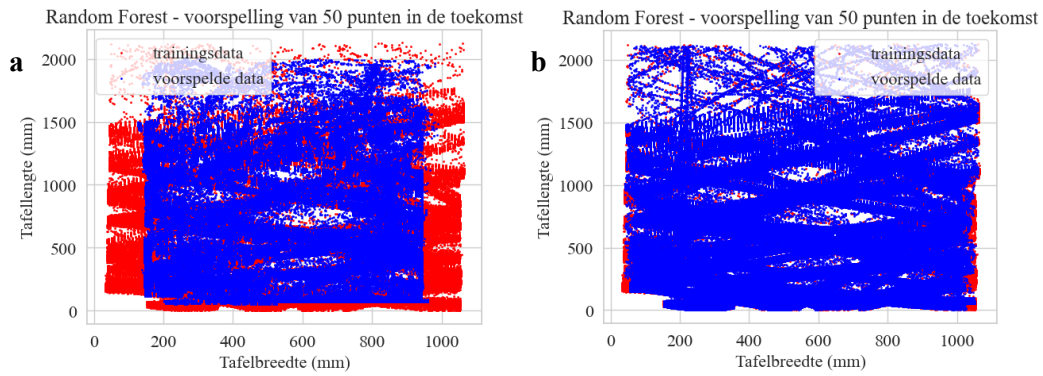 Random Forest - voorspelling van 50 punten in de toekomst
a
trainingsdata
voorspelde data
2000
1500
1000
500
0
Tafellengte (mm)
0 200 400 600 800 1000
Tafelbreedte (mm)
Random Forest - voorspelling van 50 punten in de toekomst
b
trainingsdata
voorspelde data
2000
1500
1000
500
0
Tafellengte (mm)
0 200 400 600 800 1000
Tafelbreedte (mm)